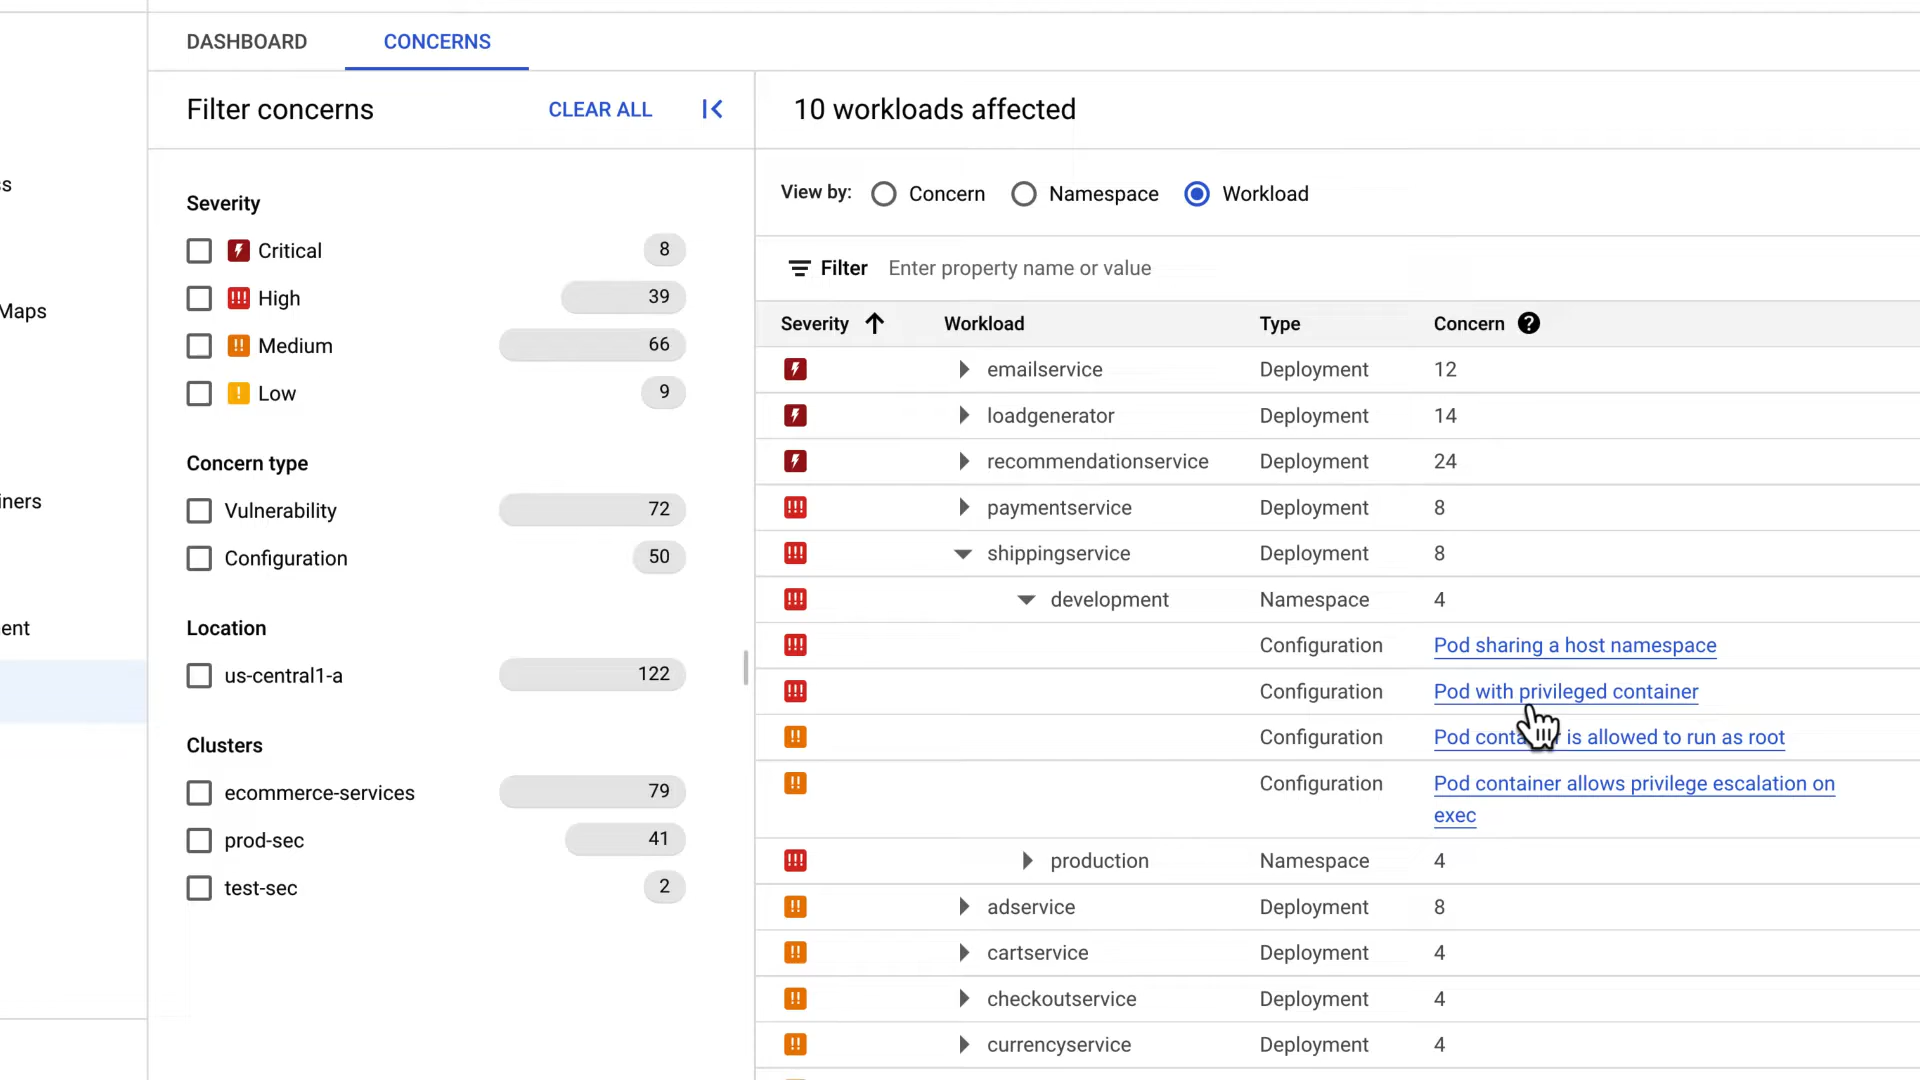 DASHBOARD CONCERNS
Filter concerns CLEAR ALL
10 workloads affected
Severity
Critical 8
High 39
Medium 66
Low 9
Concern type
Vulnerability 72
Configuration 50
Location
us-central1-a 122
Clusters
ecommerce-services 79
prod-sec 41
test-sec 2
View by: Concern Namespace Workload
Filter Enter property name or value
Severity Workload Type Concern
emailservice Deployment 12
loadgenerator Deployment 14
recommendationservice Deployment 24
paymentservice Deployment 8
shippingservice Deployment 8
development Namespace 4
Configuration Pod sharing a host namespace
Configuration Pod with privileged container
Configuration Pod container is allowed to run as root
Configuration Pod container allows privilege escalation on
exec
production Namespace 4
adservice Deployment 8
cartservice Deployment 4
checkoutservice Deployment 4
currencyservice Deployment 4
s
Maps
iners
ent